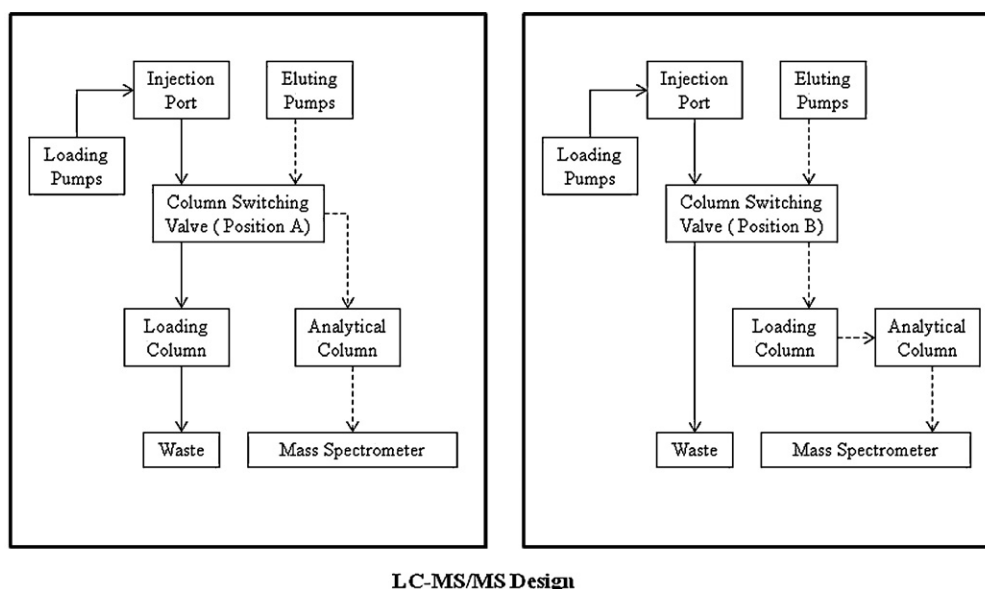 Injection
Port
Eluting
Pumps
Loading
Pumps
Column Switching
Valve ( Position A)
Loading
Column
Analytical
Column
Waste
Mass Spectrometer
Injection
Port
Eluting
Pumps
Loading
Pumps
Column Switching
Valve ( Position B)
Loading
Column
Analytical
Column
Waste
Mass Spectrometer
LC-MS/MS Design